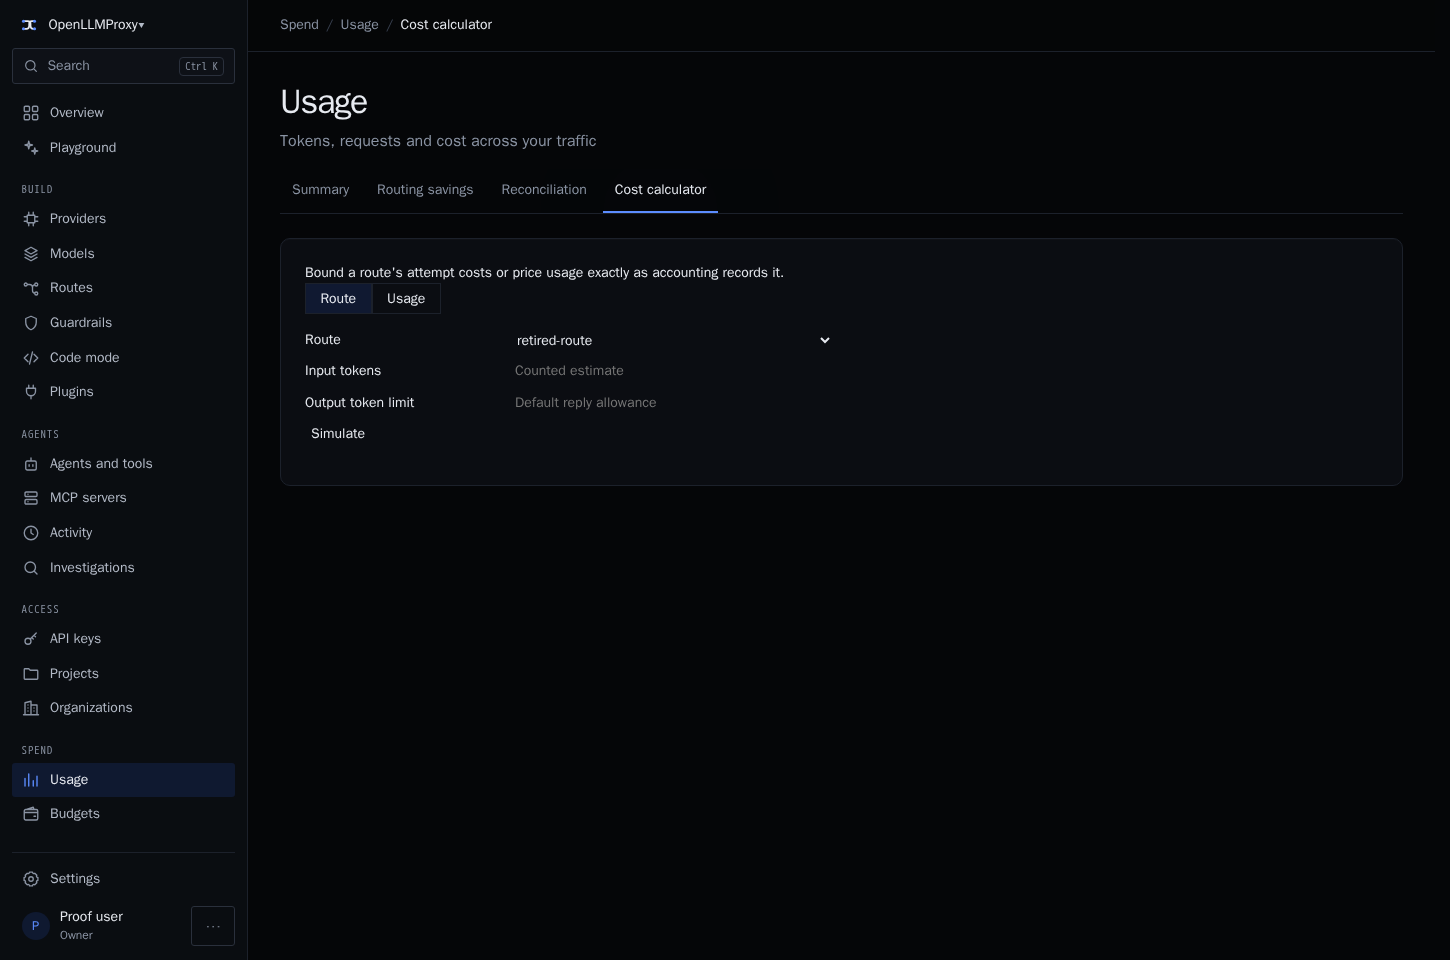 OpenLLMProxy▾
Search Ctrl K
Overview
Playground
BUILD
Providers
Models
Routes
Guardrails
Code mode
Plugins
AGENTS
Agents and tools
MCP servers
Activity
Investigations
ACCESS
API keys
Projects
Organizations
SPEND
Usage
Budgets
Settings
P
Proof user
Owner
...
Spend / Usage / Cost calculator
Usage
Tokens, requests and cost across your traffic
Summary Routing savings Reconciliation Cost calculator
Bound a route's attempt costs or price usage exactly as accounting records it.
Route Usage
Route retired-route
Input tokens Counted estimate
Output token limit Default reply allowance
Simulate